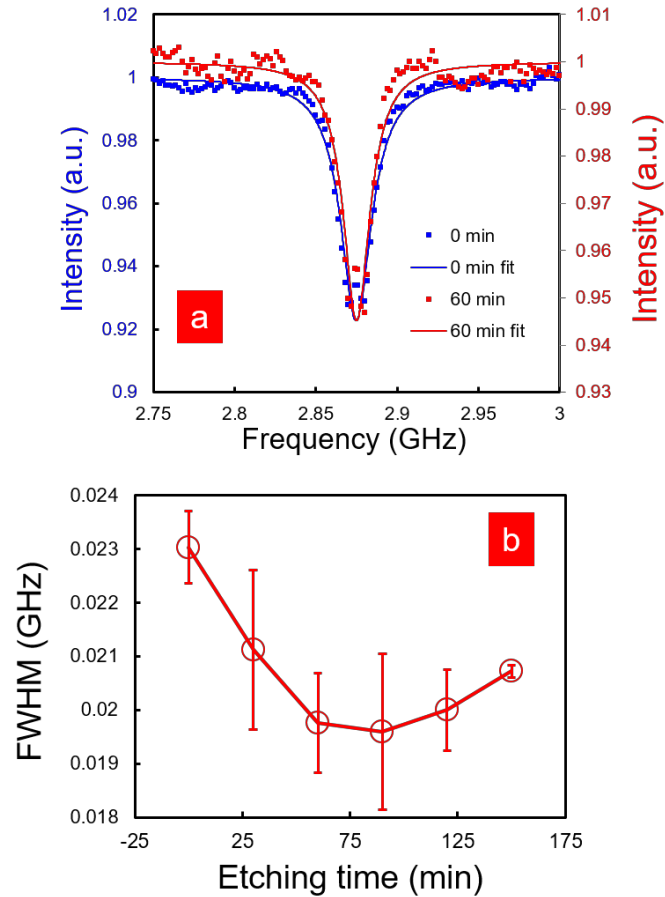 1.02
1
0.98
0.96
0.94
0.92
0.9
Intensity (a.u.)
1.01
1
0.99
0.98
0.97
0.96
0.95
0.94
0.93
Intensity (a.u.)
0 min
0 min fit
60 min
60 min fit
a
2.75 2.8 2.85 2.9 2.95 3
Frequency (GHz)
0.024
0.023
0.022
0.021
0.02
0.019
0.018
FWHM (GHz)
b
-25 25 75 125 175
Etching time (min)